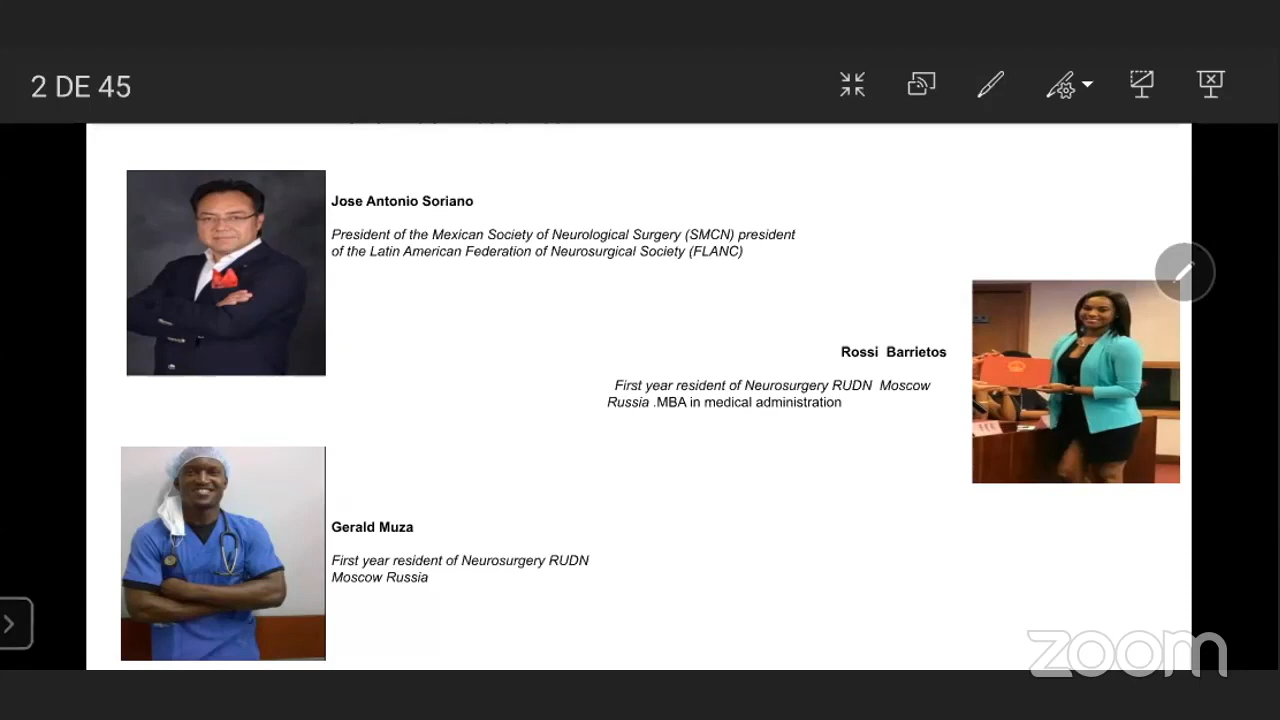 2 DE 45
Jose Antonio Soriano
President of the Mexican Society of Neurological Surgery (SMCN) president
of the Latin American Federation of Neurosurgical Society (FLANC)
Rossi Barrietos
First year resident of Neurosurgery RUDN Moscow
Russia .MBA in medical administration
Gerald Muza
First year resident of Neurosurgery RUDN
Moscow Russia
zoom